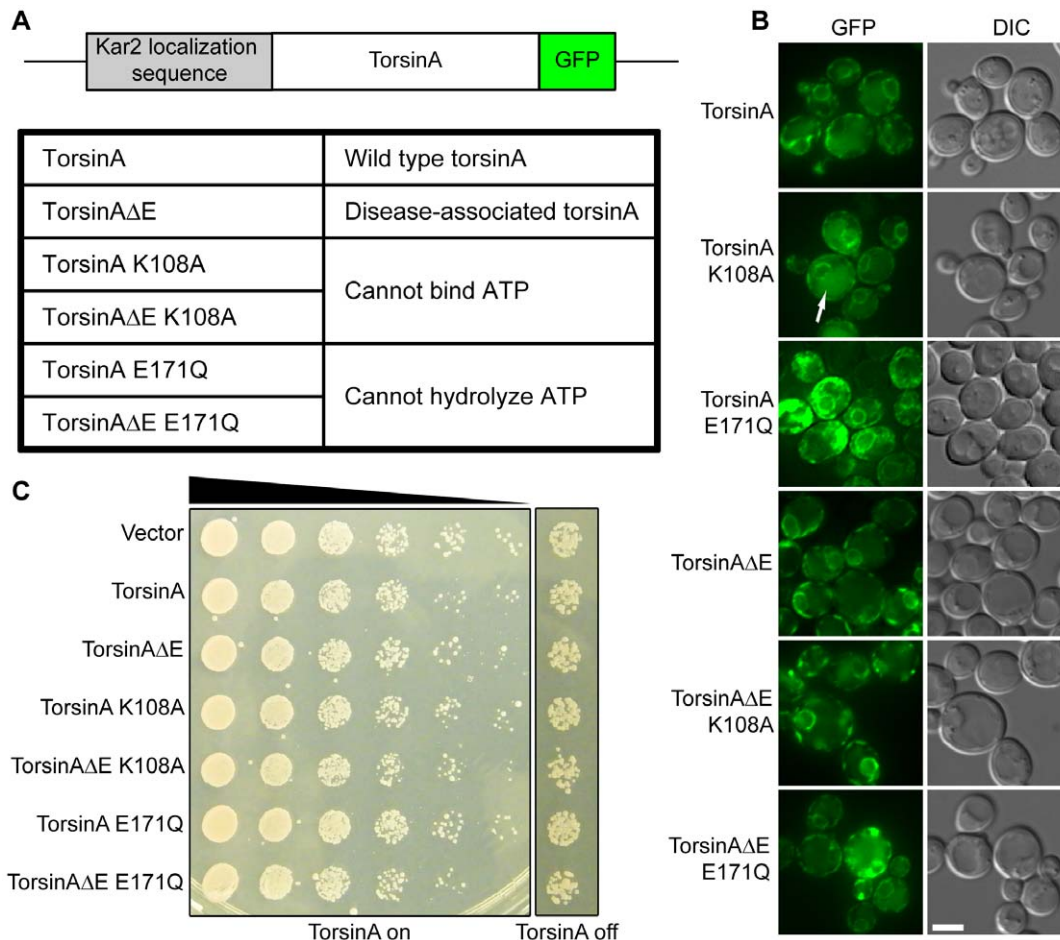 A
Kar2 localization
sequence
TorsinA
GFP
TorsinA
Wild type torsinA
TorsinAΔE
Disease-associated torsinA
TorsinA K108A
TorsinAΔE K108A
Cannot bind ATP
TorsinA E171Q
TorsinAΔE E171Q
Cannot hydrolyze ATP
B
GFP
DIC
TorsinA
TorsinA
K108A
TorsinA
E171Q
TorsinAΔE
TorsinAΔE
K108A
TorsinAΔE
E171Q
C
Vector
TorsinA
TorsinAΔE
TorsinA K108A
TorsinAΔE K108A
TorsinA E171Q
TorsinAΔE E171Q
TorsinA on
TorsinA off